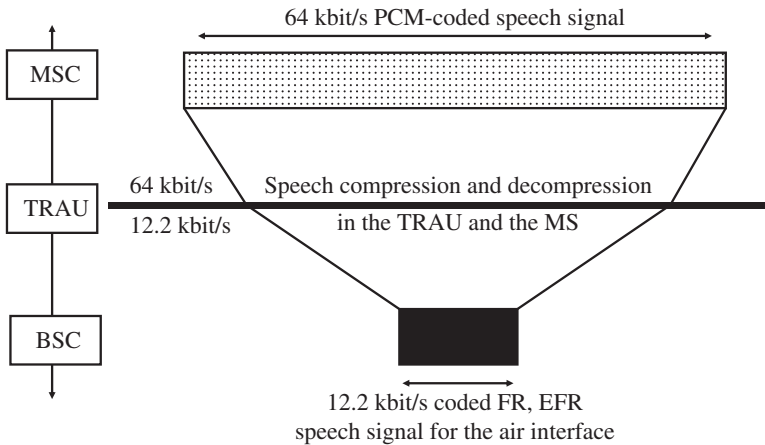 64 kbit/s PCM-coded speech signal
MSC
64 kbit/s
Speech compression and decompression
TRAU
12.2 kbit/s
in the TRAU and the MS
BSC
12.2 kbit/s coded FR, EFR
speech signal for the air interface